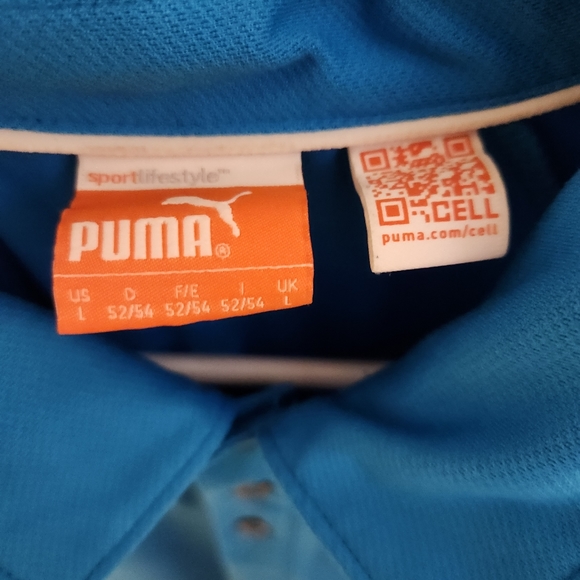 sportlifestyle™
PUMA®
US D F/E I UK
L 52/54 52/54 52/54 L
CELL
puma.com/cell